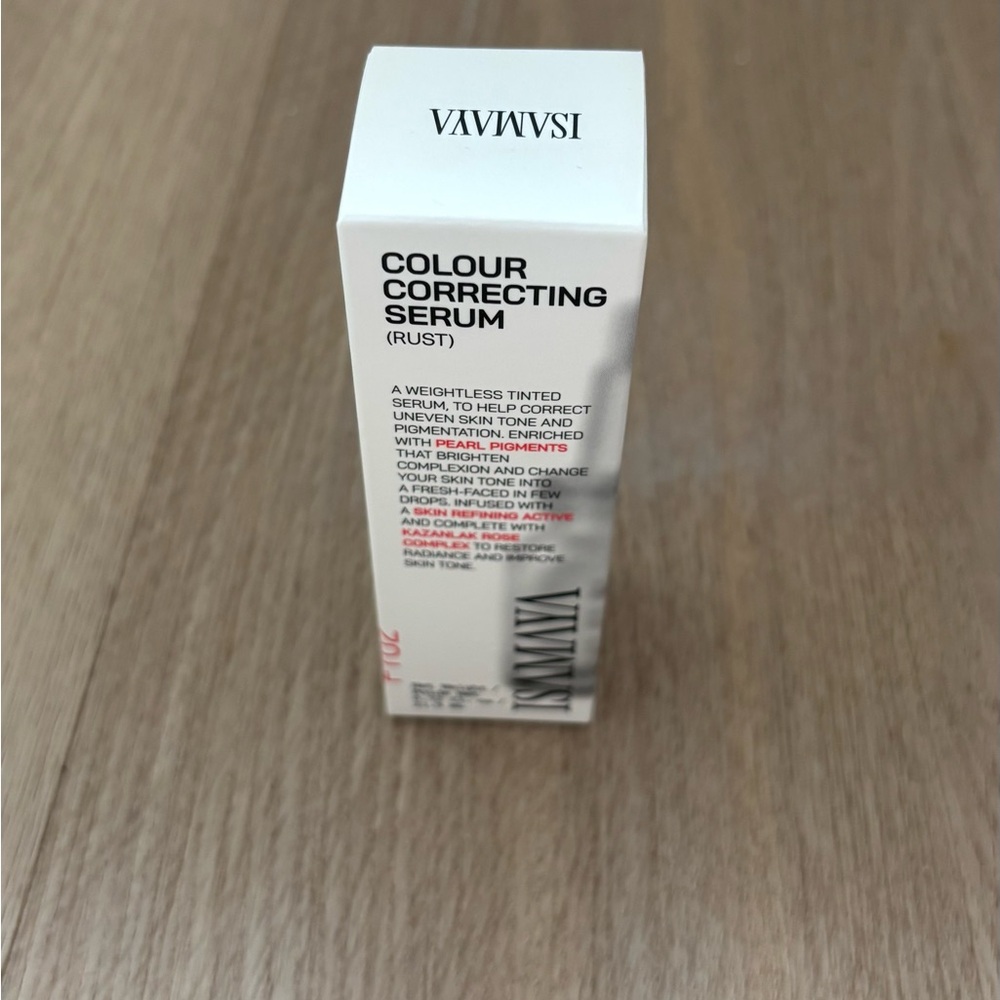 ISAMAYA
COLOUR
CORRECTING
SERUM
(RUST)
A WEIGHTLESS TINTED
SERUM, TO HELP CORRECT
UNEVEN SKIN TONE AND
PIGMENTATION. ENRICHED
WITH PEARL PIGMENTS
THAT BRIGHTEN
COMPLEXION AND CHANGE
YOUR SKIN TONE INTO
A FRESH-FACED IN FEW
DROPS. INFUSED WITH
A SKIN REFINING ACTIVE
AND COMPLETE WITH
KAZANLAK ROSE
COMPLEX TO RESTORE
RADIANCE AND IMPROVE
SKIN TONE.
ISAMAYA